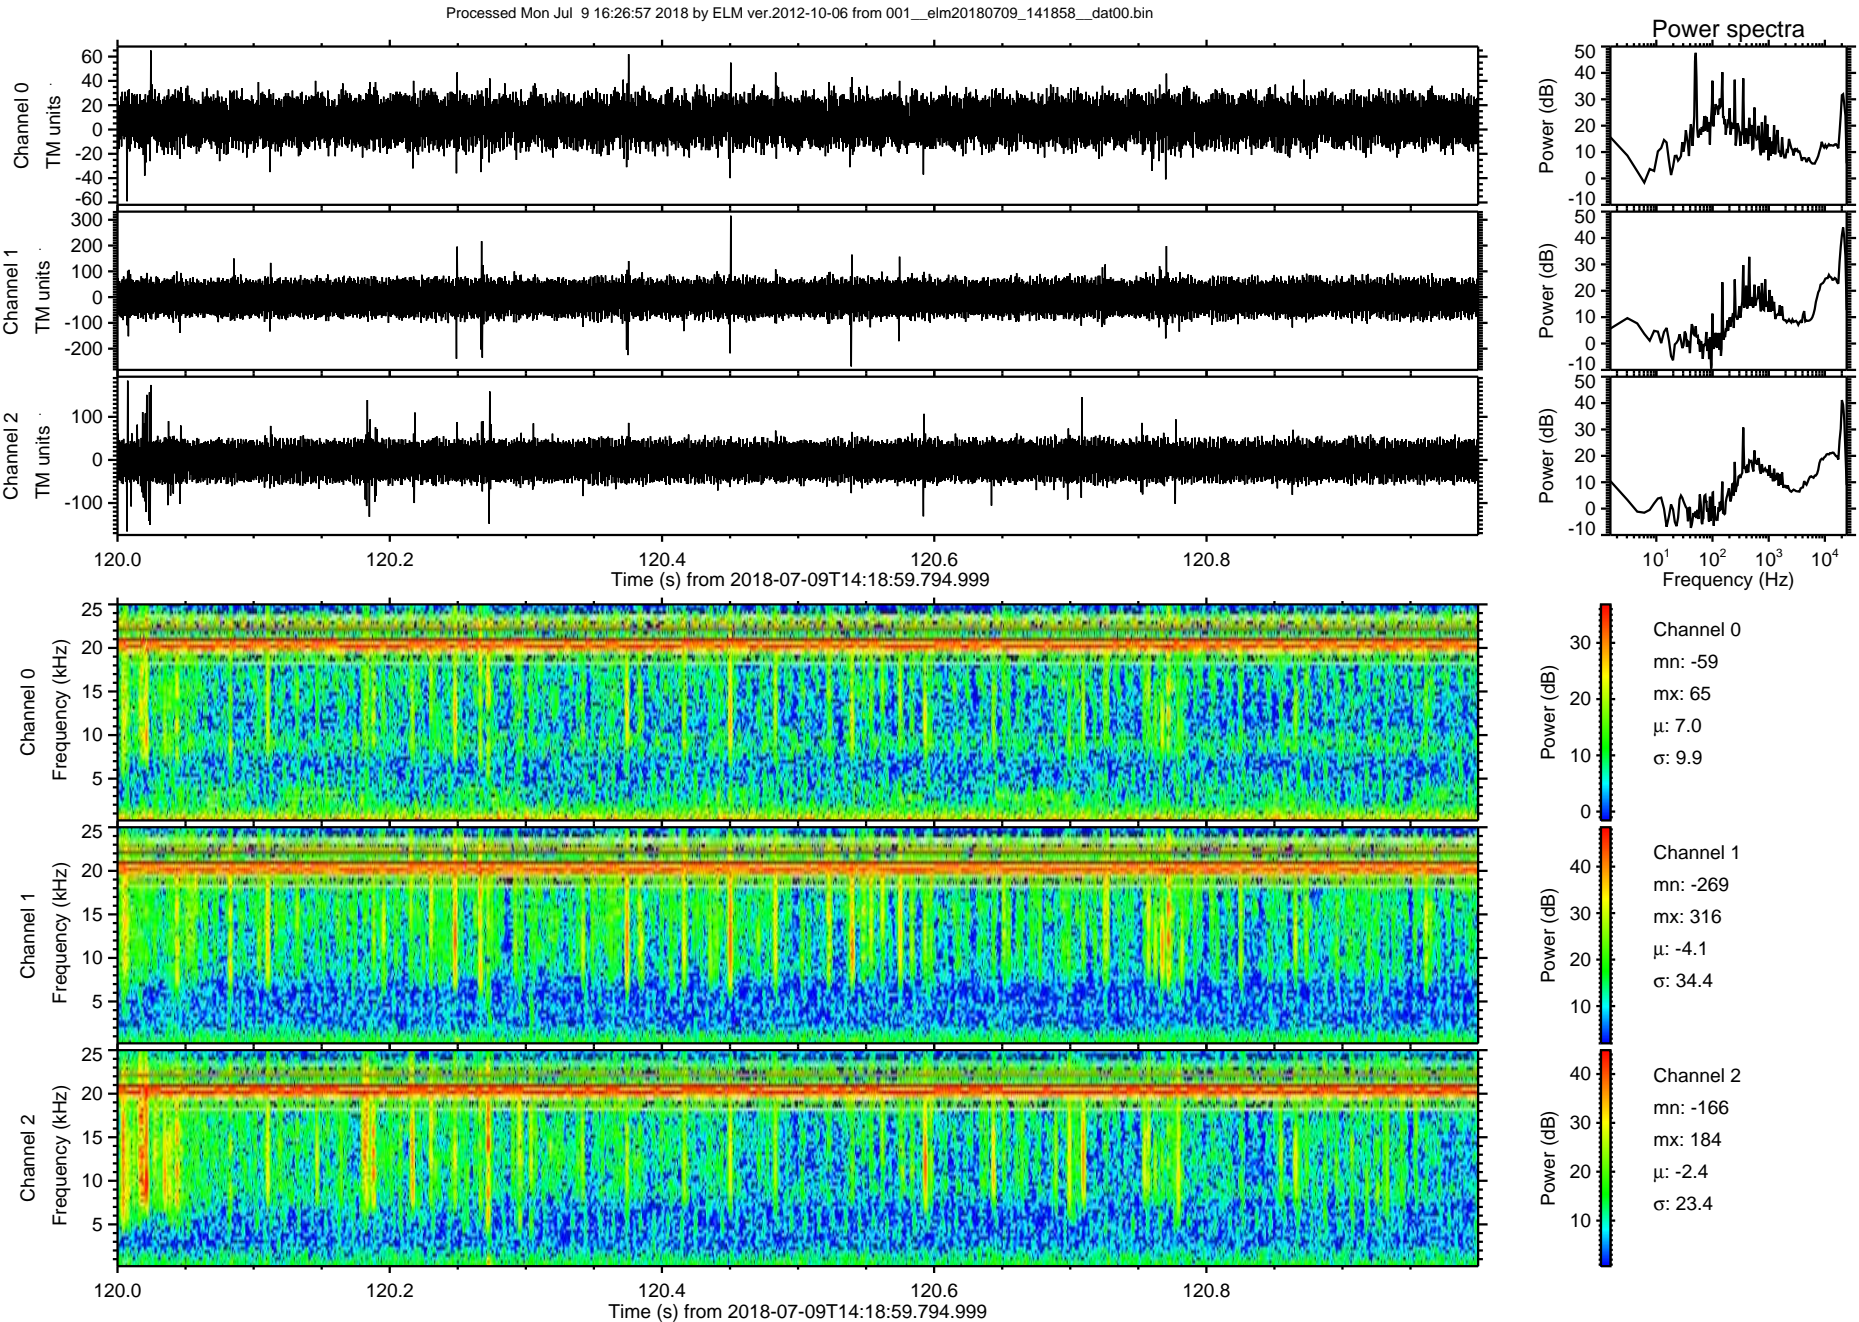 Processed Mon Jul  9 16:26:57 2018 by ELM ver.2012-10-06 from 001__elm20180709_141858__dat00.bin
Power spectra
Channel 0
TM units
60
40
20
0
-20
-40
-60
Power (dB)
50
40
30
20
10
0
-10
Channel 1
TM units
300
200
100
0
-100
-200
Power (dB)
50
40
30
20
10
0
-10
Channel 2
TM units
100
0
-100
Power (dB)
50
40
30
20
10
0
-10
120.0 120.2 120.4 120.6 120.8
Time (s) from 2018-07-09T14:18:59.794.999
10¹ 10² 10³ 10⁴
Frequency (Hz)
Channel 0
Frequency (kHz)
25
20
15
10
5
Power (dB)
30
20
10
0
Channel 0
mn: -59
mx: 65
μ: 7.0
σ: 9.9
Channel 1
Frequency (kHz)
25
20
15
10
5
Power (dB)
40
30
20
10
Channel 1
mn: -269
mx: 316
μ: -4.1
σ: 34.4
Channel 2
Frequency (kHz)
25
20
15
10
5
Power (dB)
40
30
20
10
Channel 2
mn: -166
mx: 184
μ: -2.4
σ: 23.4
120.0 120.2 120.4 120.6 120.8
Time (s) from 2018-07-09T14:18:59.794.999